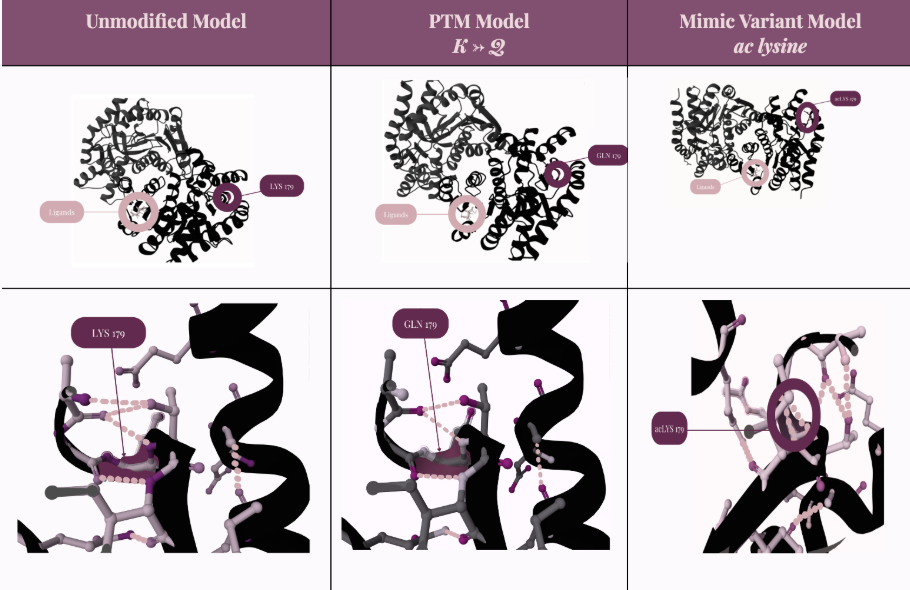 Unmodified Model
PTM Model
K ↣ Q
Mimic Variant Model
ac lysine
LYS 179
Ligands
GLN 179
Ligands
acLYS 179
Ligands
LYS 179
GLN 179
acLYS 179